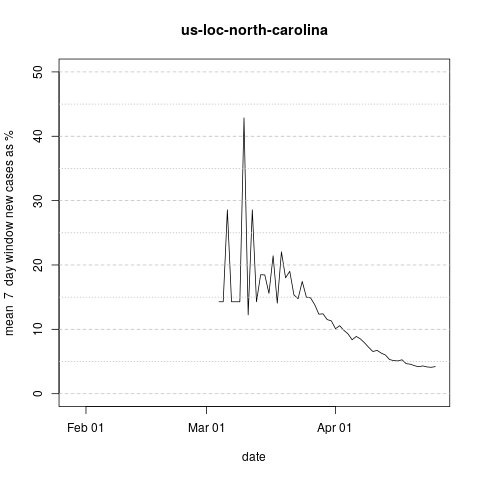 us-loc-north-carolina
mean 7 day window new cases as %
50
40
30
20
10
0
Feb 01
Mar 01
Apr 01
date